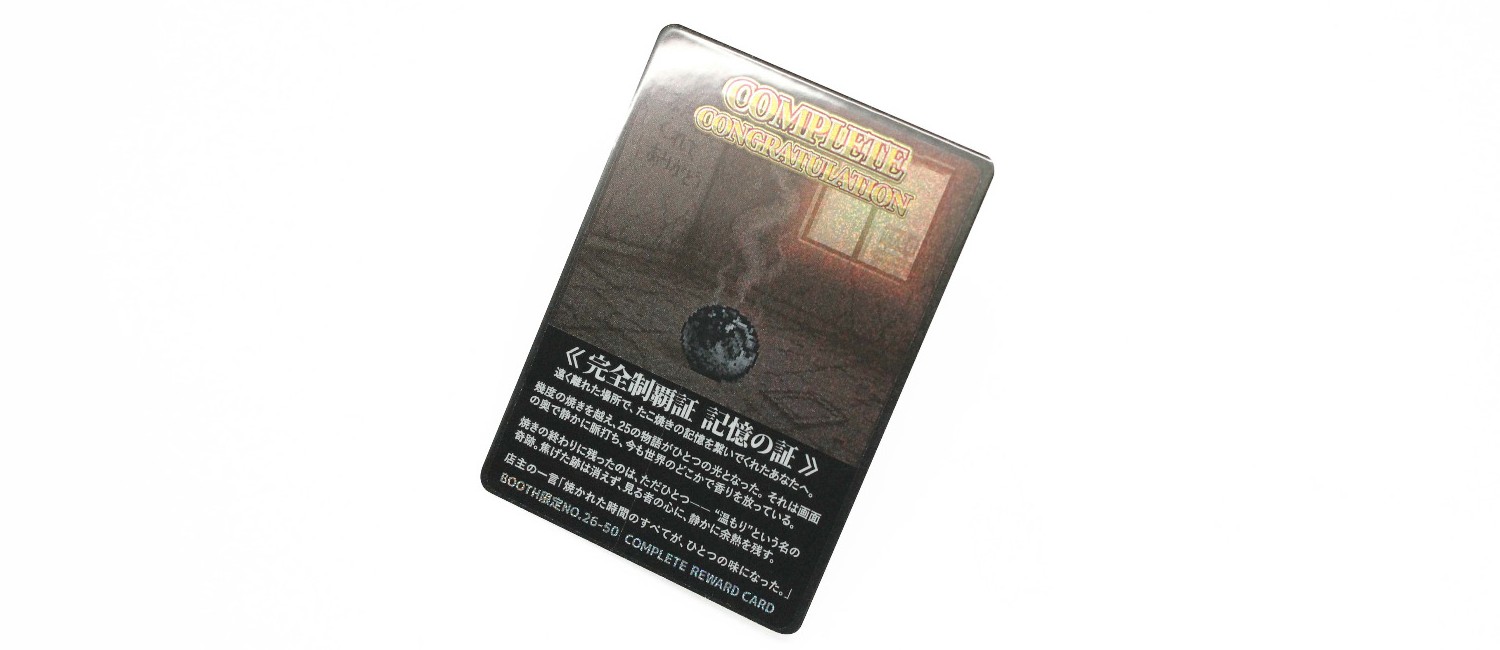 COMPLETE
CONGRATULATION
くれて
ありがとう
《 完全制覇証 記憶の証 》
遠く離れた場所で、たこ焼きの記憶を繋いでくれたあなたへ。
幾度の焼きを越え、25の物語がひとつの光となった。それは画面
の奥で静かに脈打ち、今も世界のどこかで香りを放っている。
焼きの終わりに残ったのは、ただひとつ―― “温もり”という名の
奇跡。焦げた跡は消えず、見る者の心に、静かに余熱を残す。
店主の一言「焼かれた時間のすべてが、ひとつの味になった。」
BOOTH限定NO.26-50 COMPLETE REWARD CARD